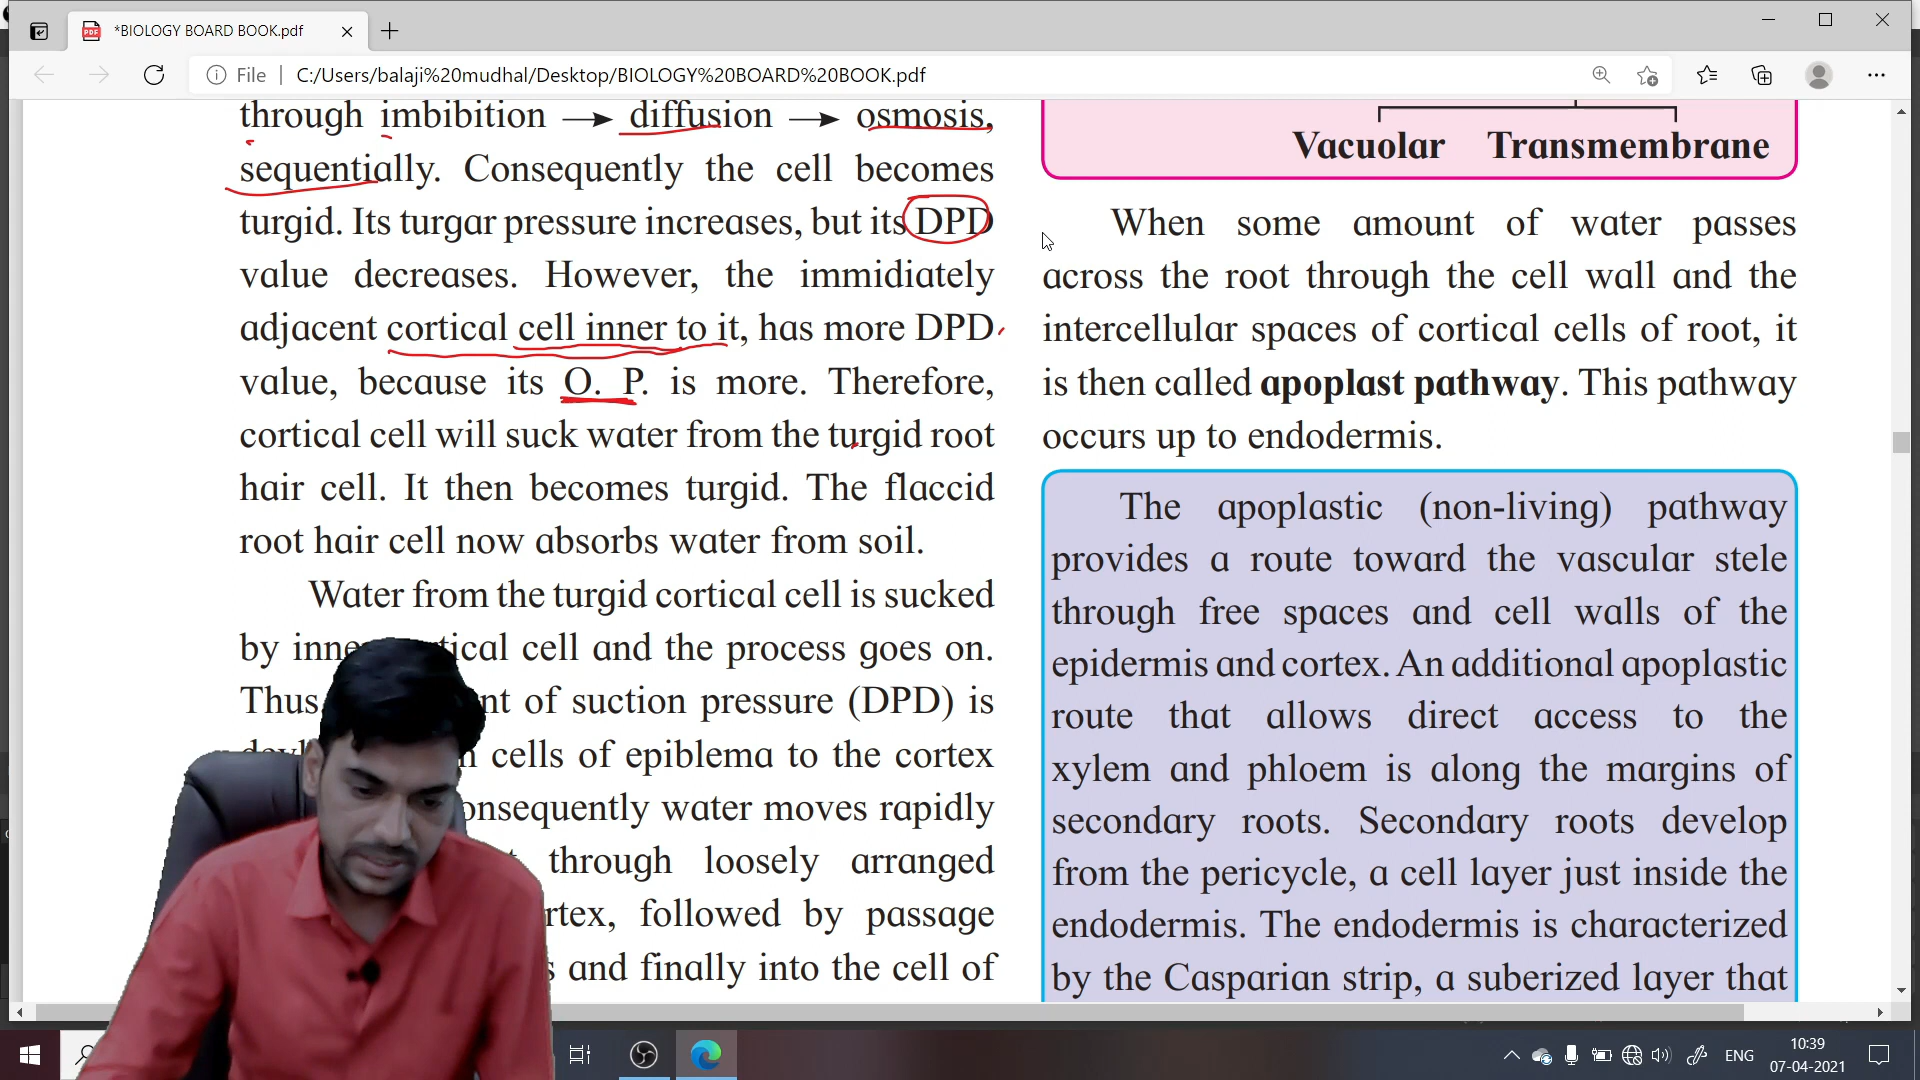 *BIOLOGY BOARD BOOK.pdf
File
C:/Users/balaji%20mudhal/Desktop/BIOLOGY%20BOARD%20BOOK.pdf
through imbibition → diffusion → osmosis,
sequentially. Consequently the cell becomes
turgid. Its turgar pressure increases, but its DPD
value decreases. However, the immidiately
adjacent cortical cell inner to it, has more DPD
value, because its O. P. is more. Therefore,
cortical cell will suck water from the turgid root
hair cell. It then becomes turgid. The flaccid
root hair cell now absorbs water from soil.
Water from the turgid cortical cell is sucked
by cell and the process goes on.
Thus of suction pressure (DPD) is
cells of epiblema to the cortex
onsequently water moves rapidly
through loosely arranged
rtex, followed by passage
s and finally into the cell of
Vacuolar Transmembrane
When some amount of water passes
across the root through the cell wall and the
intercellular spaces of cortical cells of root, it
is then called apoplast pathway. This pathway
occurs up to endodermis.
The apoplastic (non-living) pathway
provides a route toward the vascular stele
through free spaces and cell walls of the
epidermis and cortex. An additional apoplastic
route that allows direct access to the
xylem and phloem is along the margins of
secondary roots. Secondary roots develop
from the pericycle, a cell layer just inside the
endodermis. The endodermis is characterized
by the Casparian strip, a suberized layer that
ENG
10:39
07-04-2021